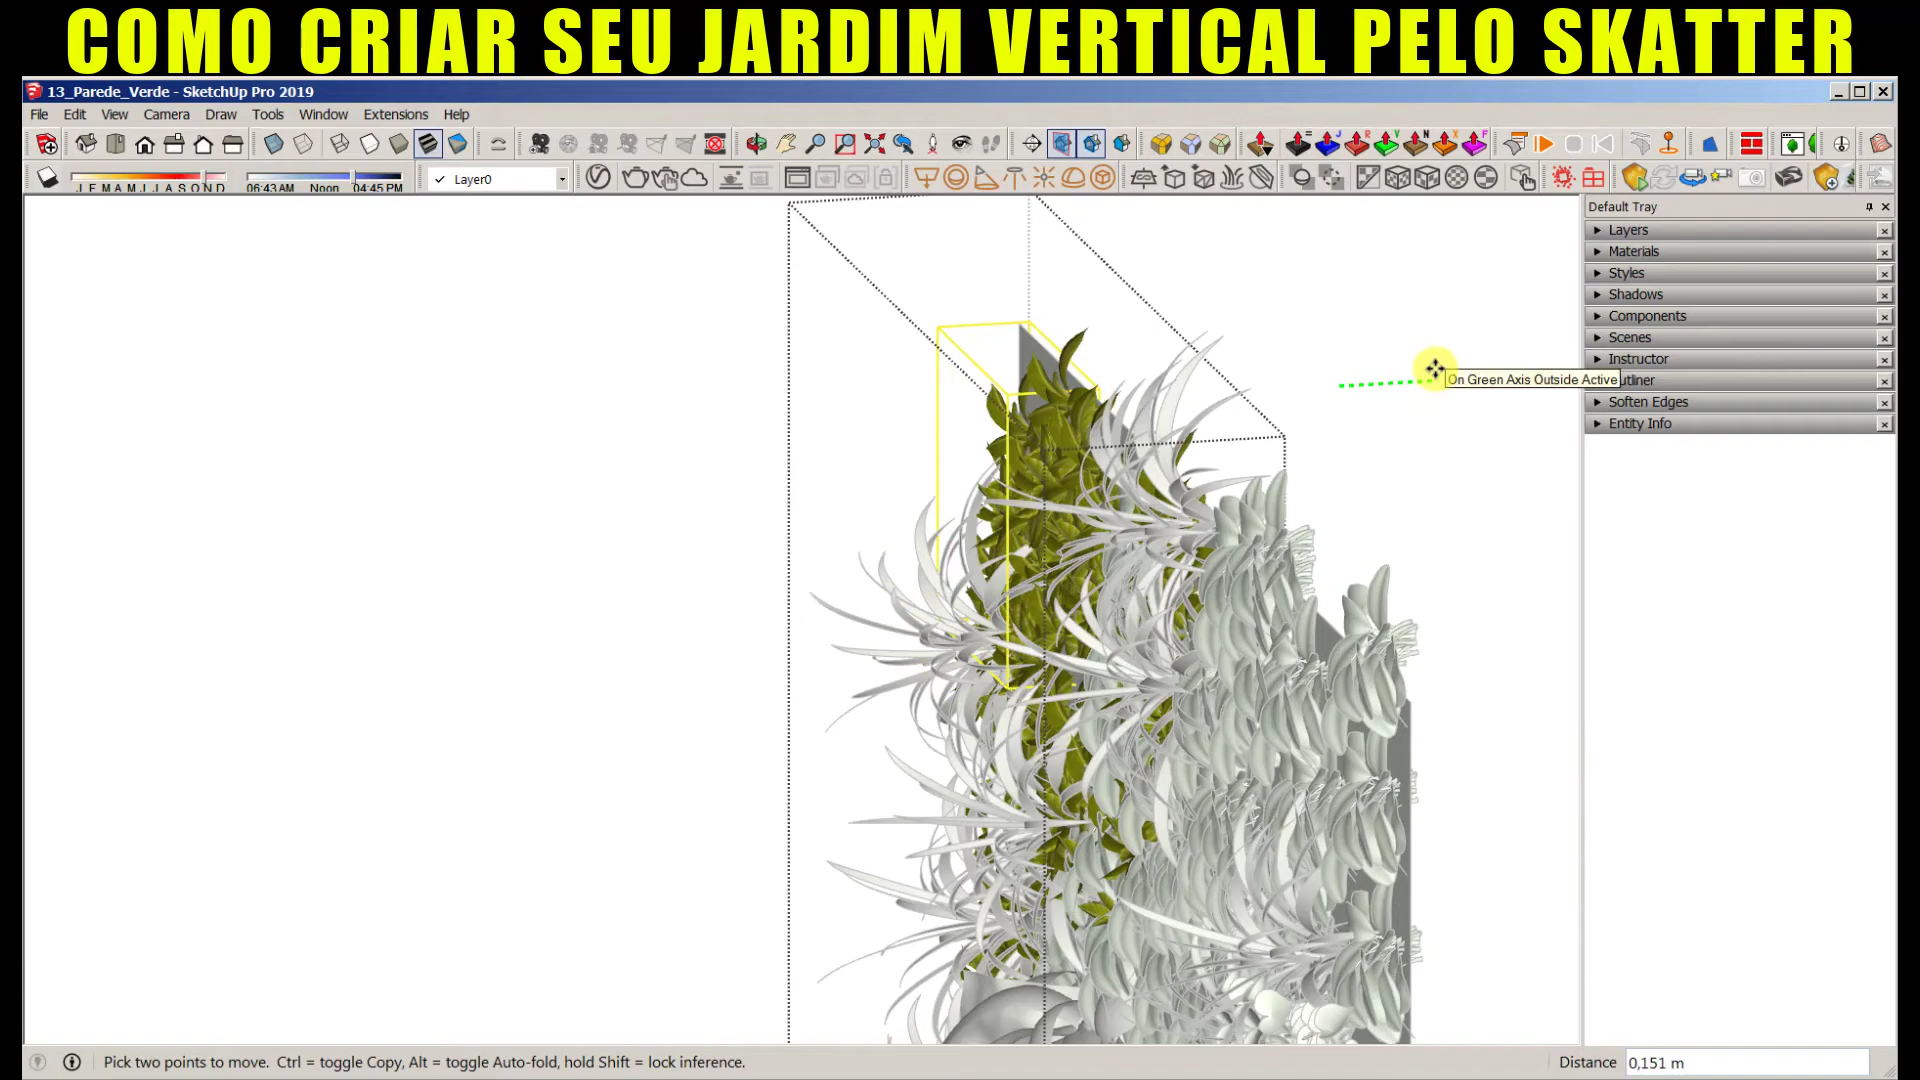 COMO CRIAR SEU JARDIM VERTICAL PELO SKATTER
13_Parede_Verde - SketchUp Pro 2019
File Edit View Camera Draw Tools Window Extensions Help
J F M A M J J A S O N D 06:43 AM Noon 04:45 PM Layer0
Default Tray
Layers
Materials
Styles
Shadows
Components
Scenes
Instructor
On Green Axis Outside Active
utliner
Soften Edges
Entity Info
Pick two points to move. Ctrl = toggle Copy, Alt = toggle Auto-fold, hold Shift = lock inference.
Distance 0,151 m